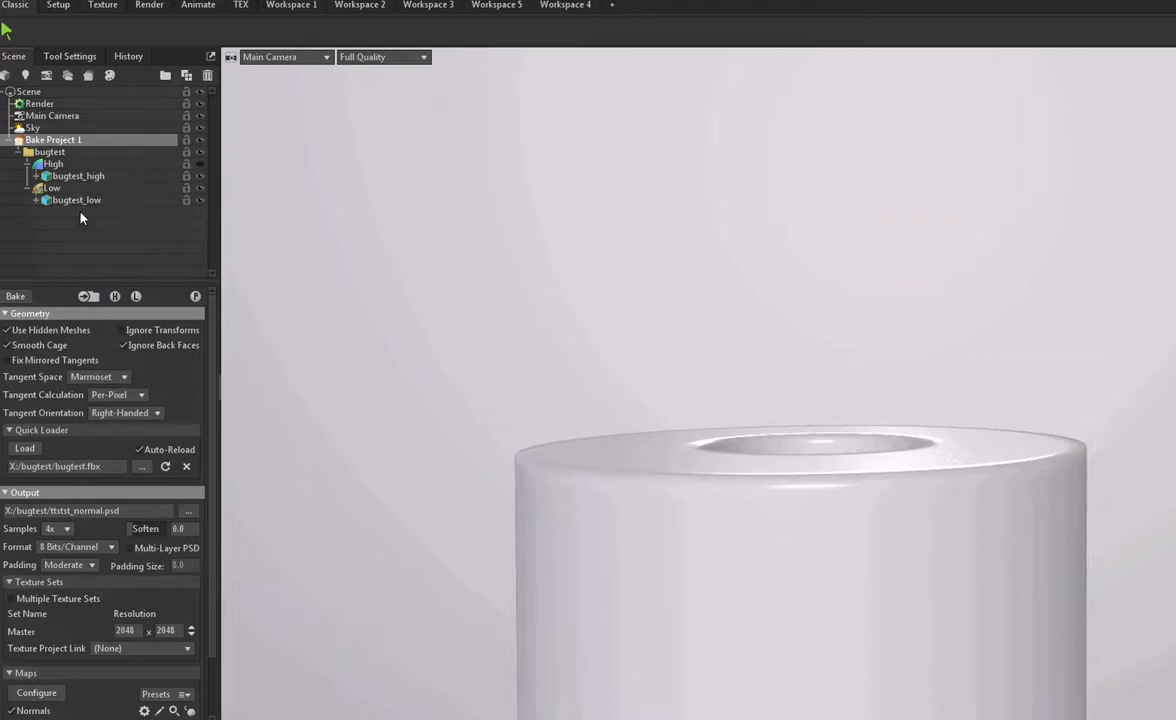 Classic Setup Texture Render Animate TEX Workspace 1 Workspace 2 Workspace 3 Workspace 5 Workspace 4 +
Scene Tool Settings History
Main Camera Full Quality
Scene
Render
Main Camera
Sky
Bake Project 1
bugtest
High
bugtest_high
Low
bugtest_low
Bake H L P
Geometry
Use Hidden Meshes Ignore Transforms
Smooth Cage Ignore Back Faces
Fix Mirrored Tangents
Tangent Space Marmoset
Tangent Calculation Per-Pixel
Tangent Orientation Right-Handed
Quick Loader
Load Auto-Reload
X:/bugtest/bugtest.fbx ...
Output
X:/bugtest/ttstst_normal.psd ...
Samples 4x Soften 0.0
Format 8 Bits/Channel Multi-Layer PSD
Padding Moderate Padding Size: 8.0
Texture Sets
Multiple Texture Sets
Set Name Resolution
Master 2048 x 2048
Texture Project Link (None)
Maps
Configure Presets
Normals